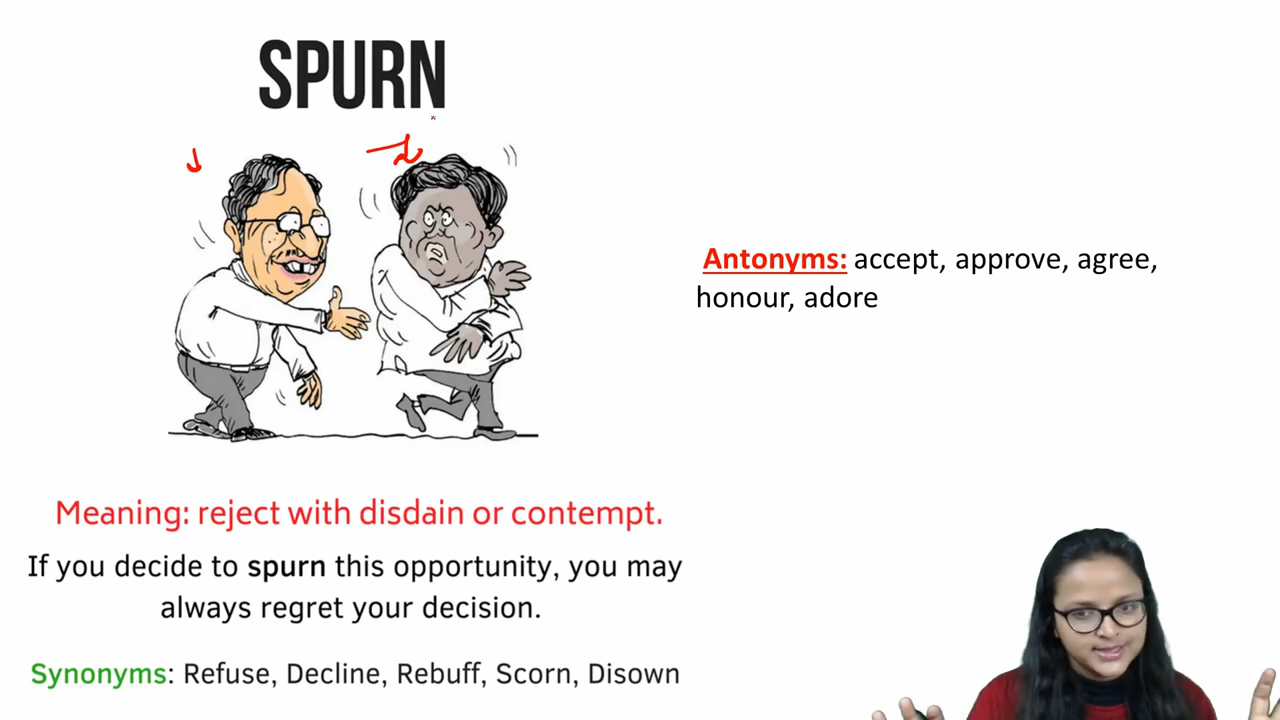 SPURN
Antonyms: accept, approve, agree,
honour, adore
Meaning: reject with disdain or contempt.
If you decide to spurn this opportunity, you may
always regret your decision.
Synonyms: Refuse, Decline, Rebuff, Scorn, Disown